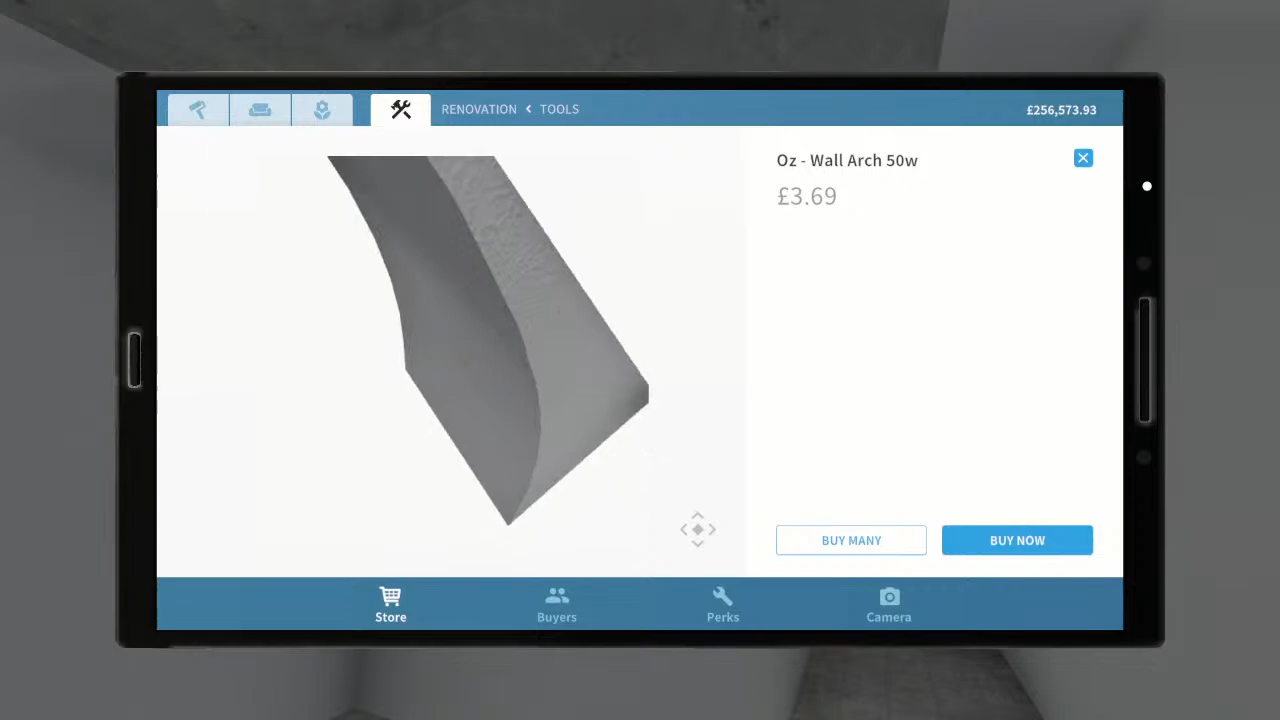 RENOVATION < TOOLS
£256,573.93
Oz - Wall Arch 50w
£3.69
BUY MANY
BUY NOW
Store
Buyers
Perks
Camera